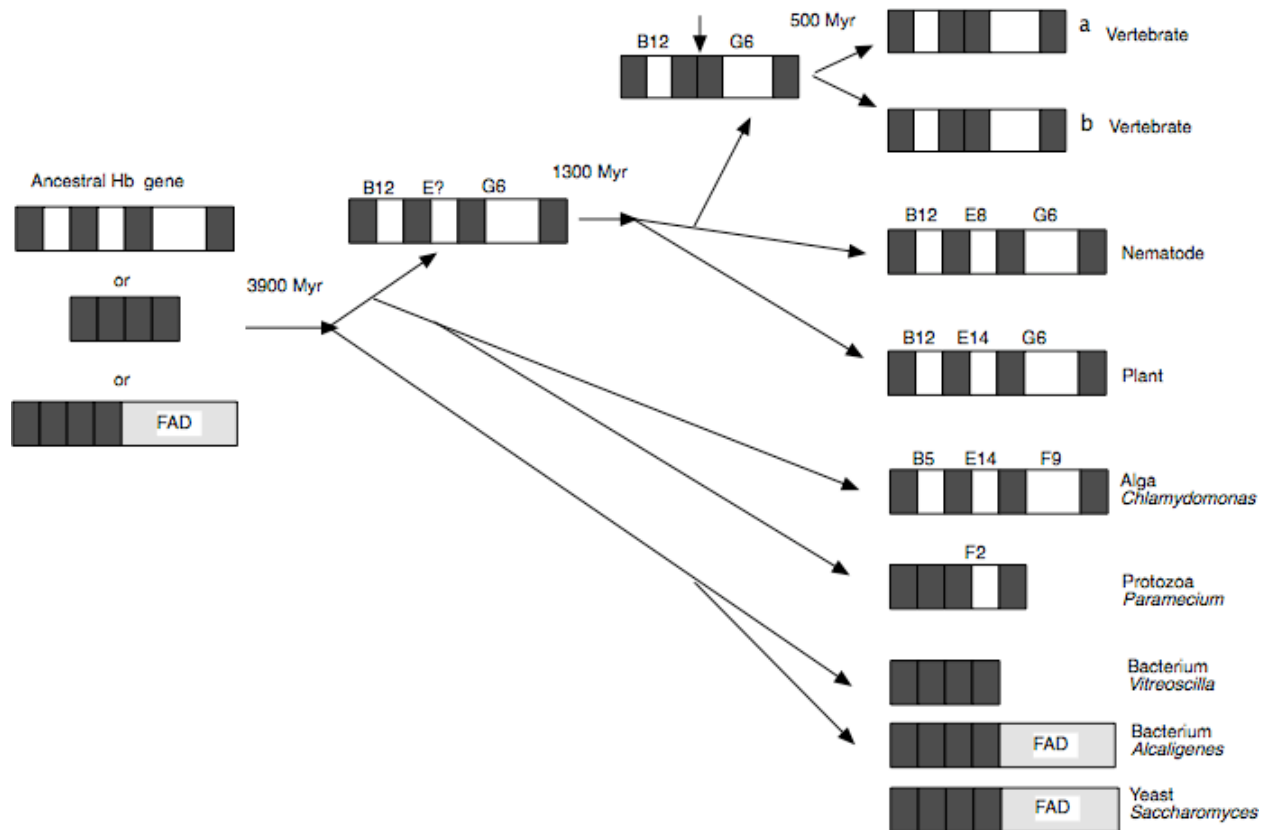 500 Myr
B12 G6
a Vertebrate
b Vertebrate
Ancestral Hb gene
B12 E? G6
1300 Myr
B12 E8 G6
Nematode
or
3900 Myr
B12 E14 G6
Plant
or
FAD
B5 E14 F9
Alga
Chlamydomonas
F2
Protozoa
Paramecium
Bacterium
Vitreoscilla
FAD
Bacterium
Alcaligenes
FAD
Yeast
Saccharomyces